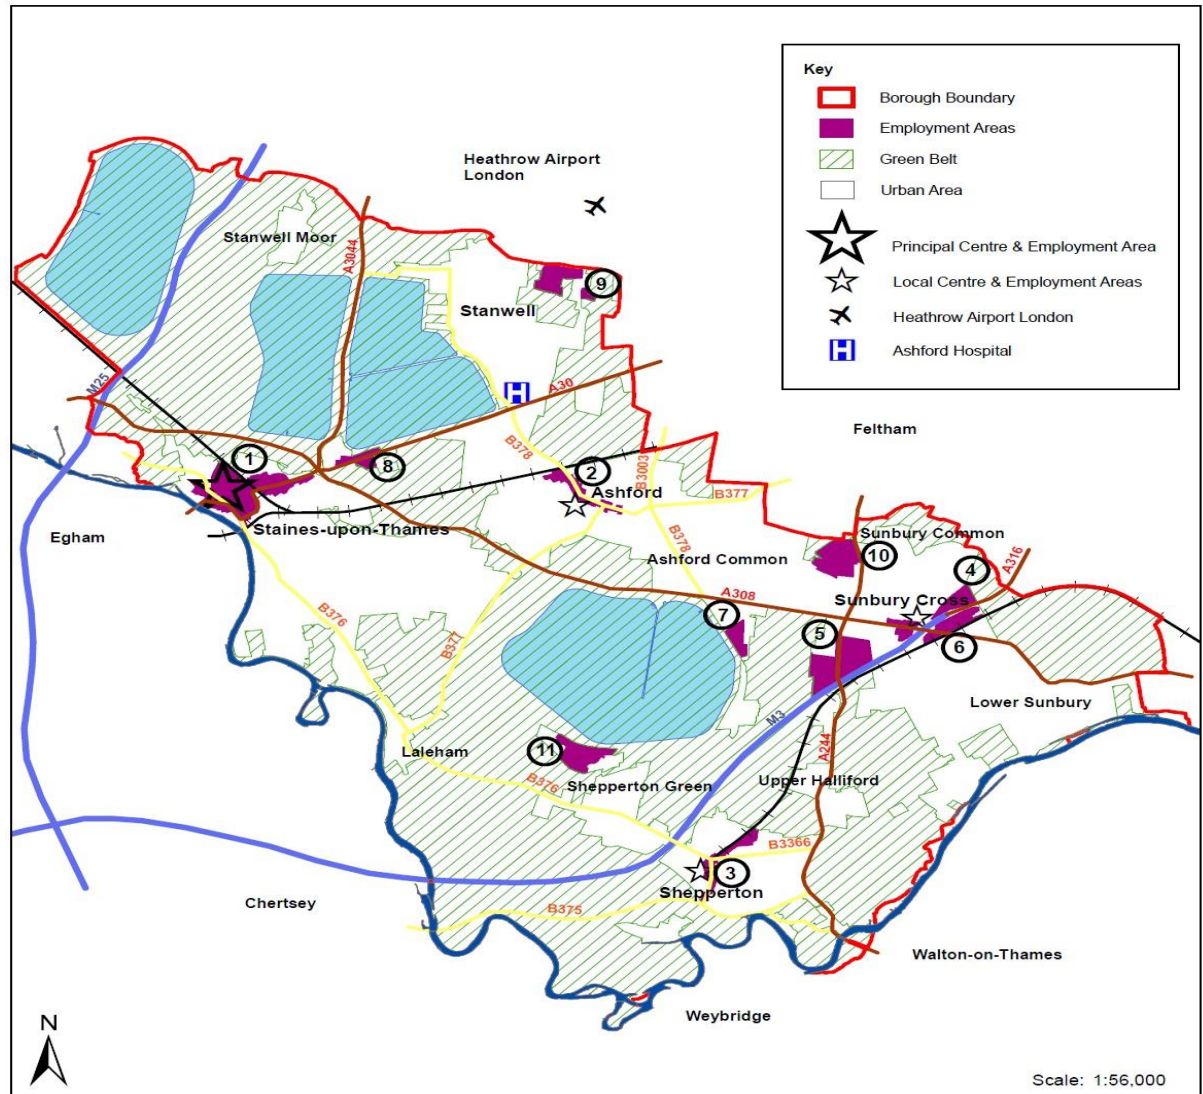 Key
Borough Boundary
Employment Areas
Green Belt
Urban Area
Principal Centre & Employment Area
Local Centre & Employment Areas
Heathrow Airport London
H
Ashford Hospital
Heathrow Airport
London
Stanwell Moor
A3044
9
Stanwell
M25
H
A30
Feltham
B378
B3003
1
8
2
Ashford
B377
Staines-upon-Thames
Egham
B378
Sunbury Common
10
Ashford Common
4
A316
A308
Sunbury Cross
B376
7
5
6
B377
Lower Sunbury
M3
A244
Laleham
11
Upper Halliford
B376
Shepperton Green
B3366
3
Shepperton
Chertsey
B375
Walton-on-Thames
Weybridge
N
Scale: 1:56,000